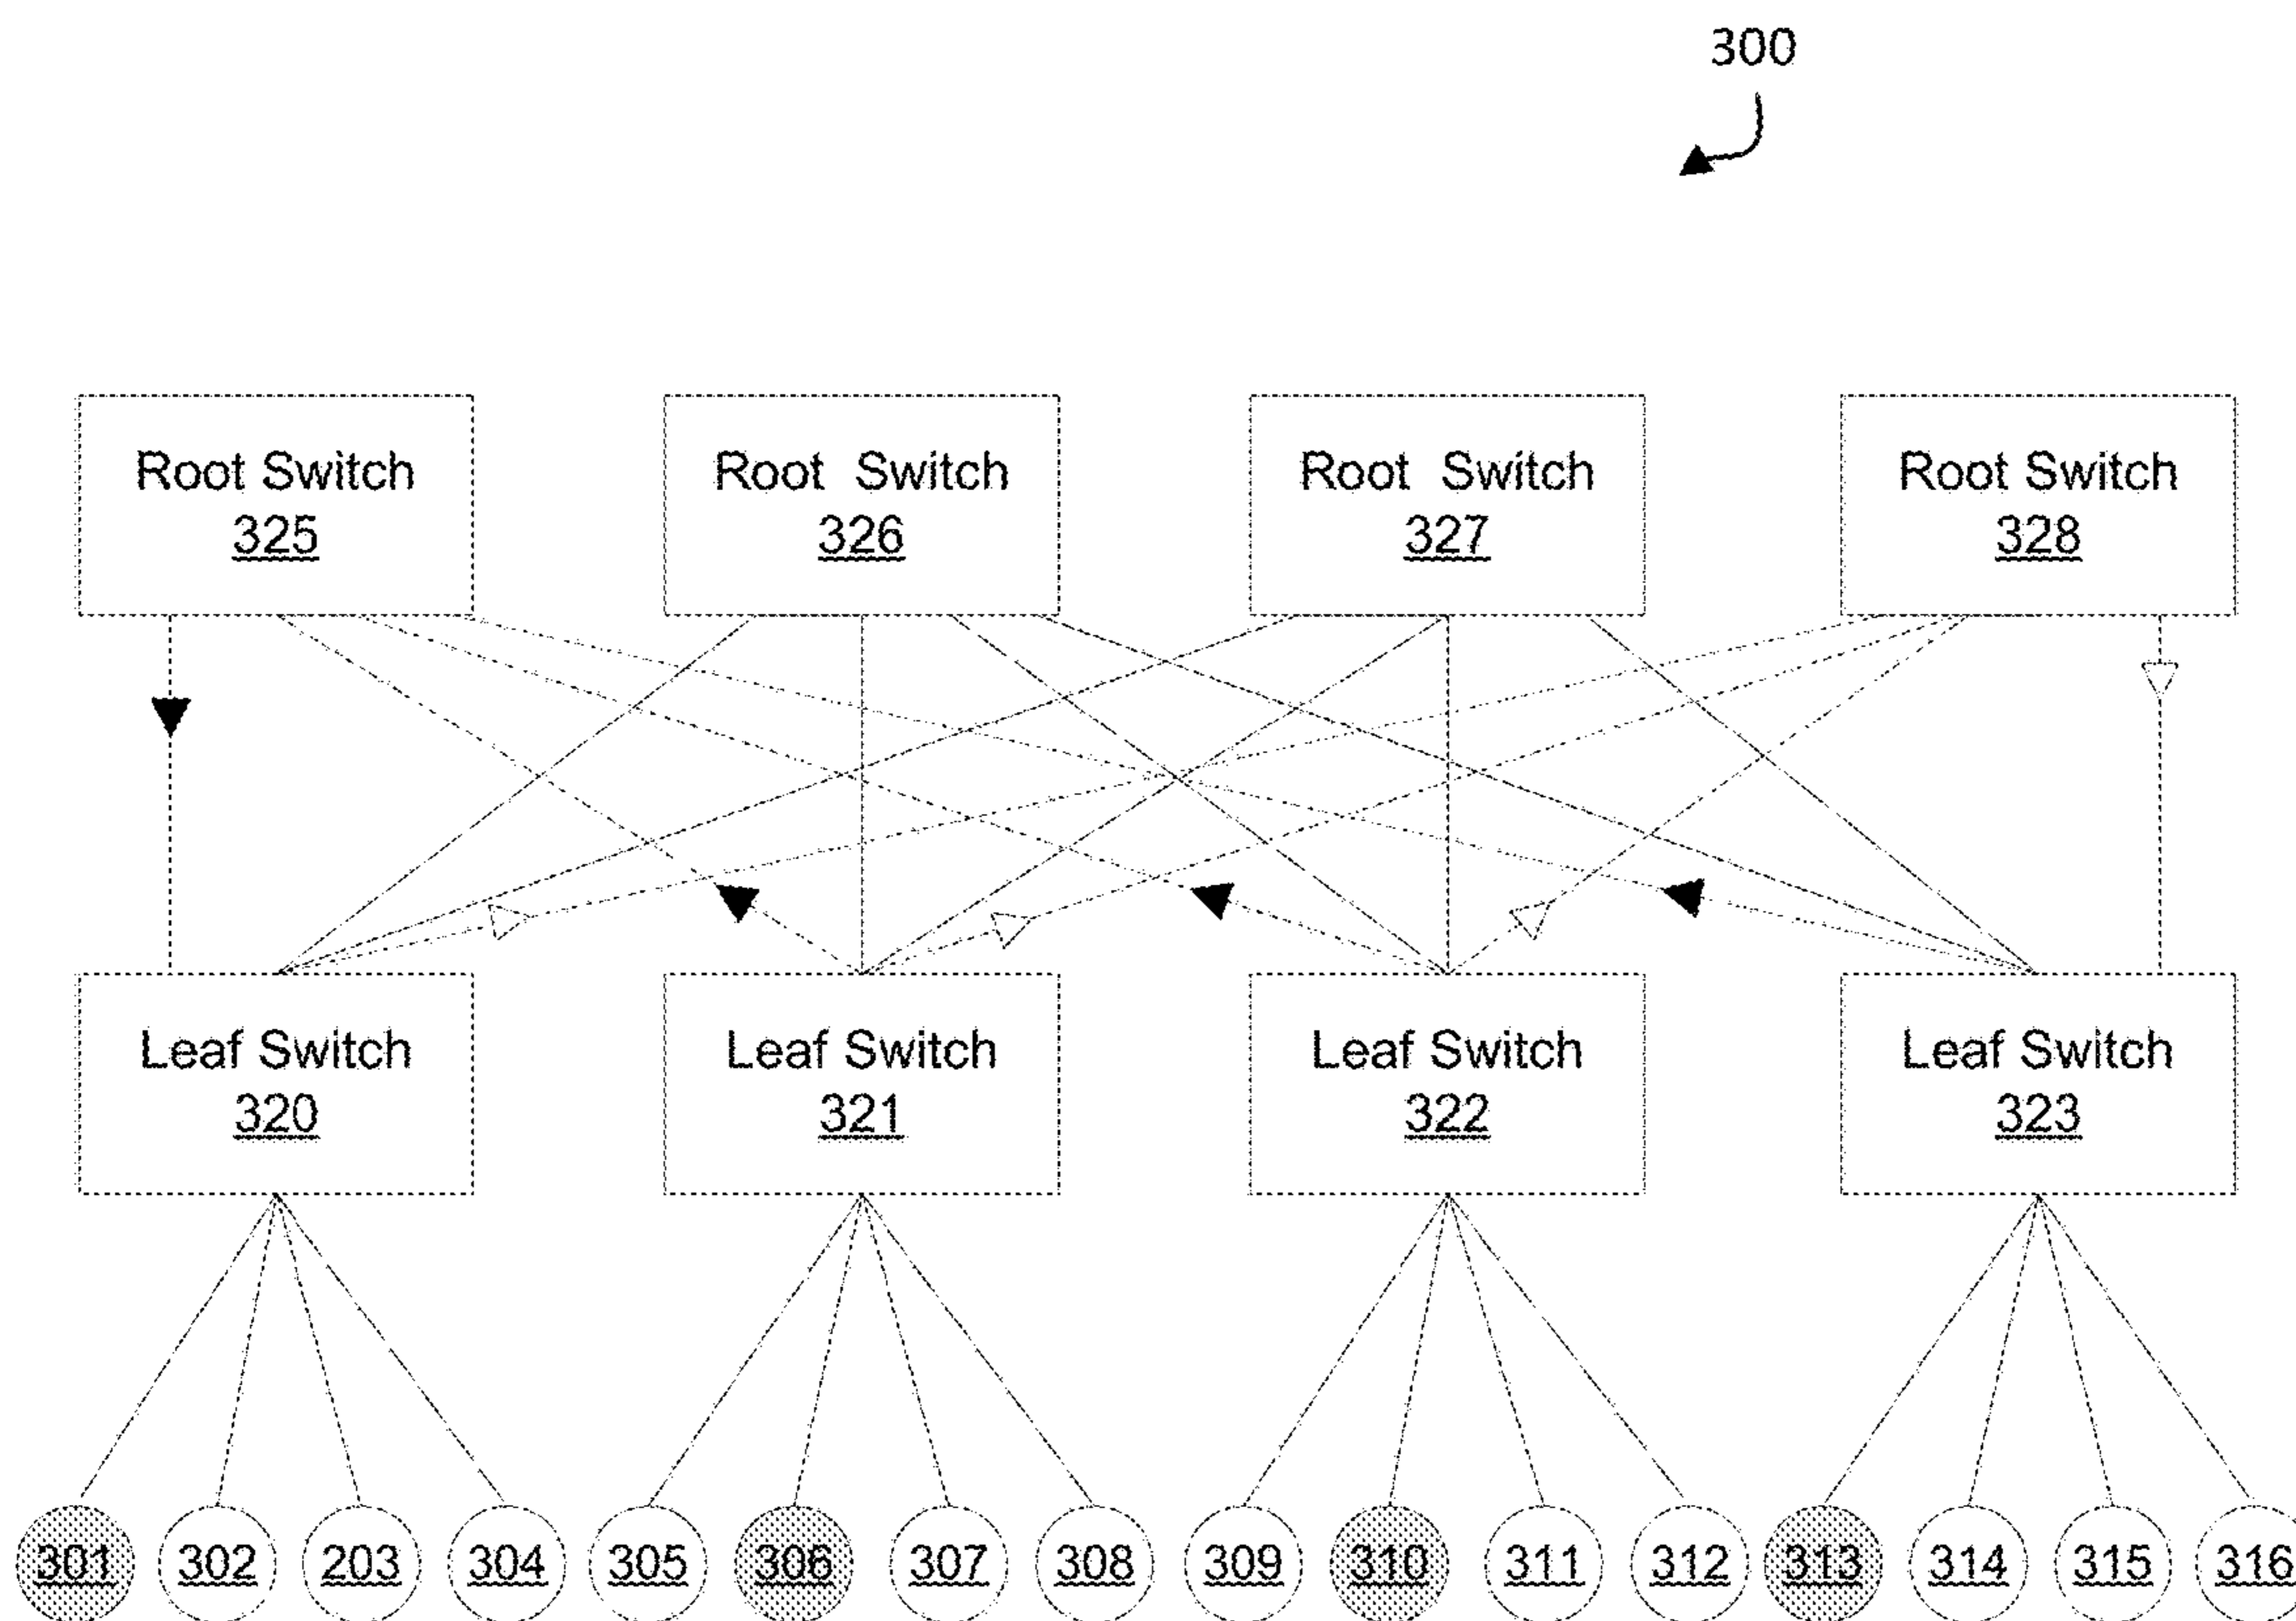 300
Root Switch
325
Root Switch
326
Root Switch
327
Root Switch
328
Leaf Switch
320
Leaf Switch
321
Leaf Switch
322
Leaf Switch
323
301 302 203 304 305 306 307 308 309 310 311 312 313 314 315 316